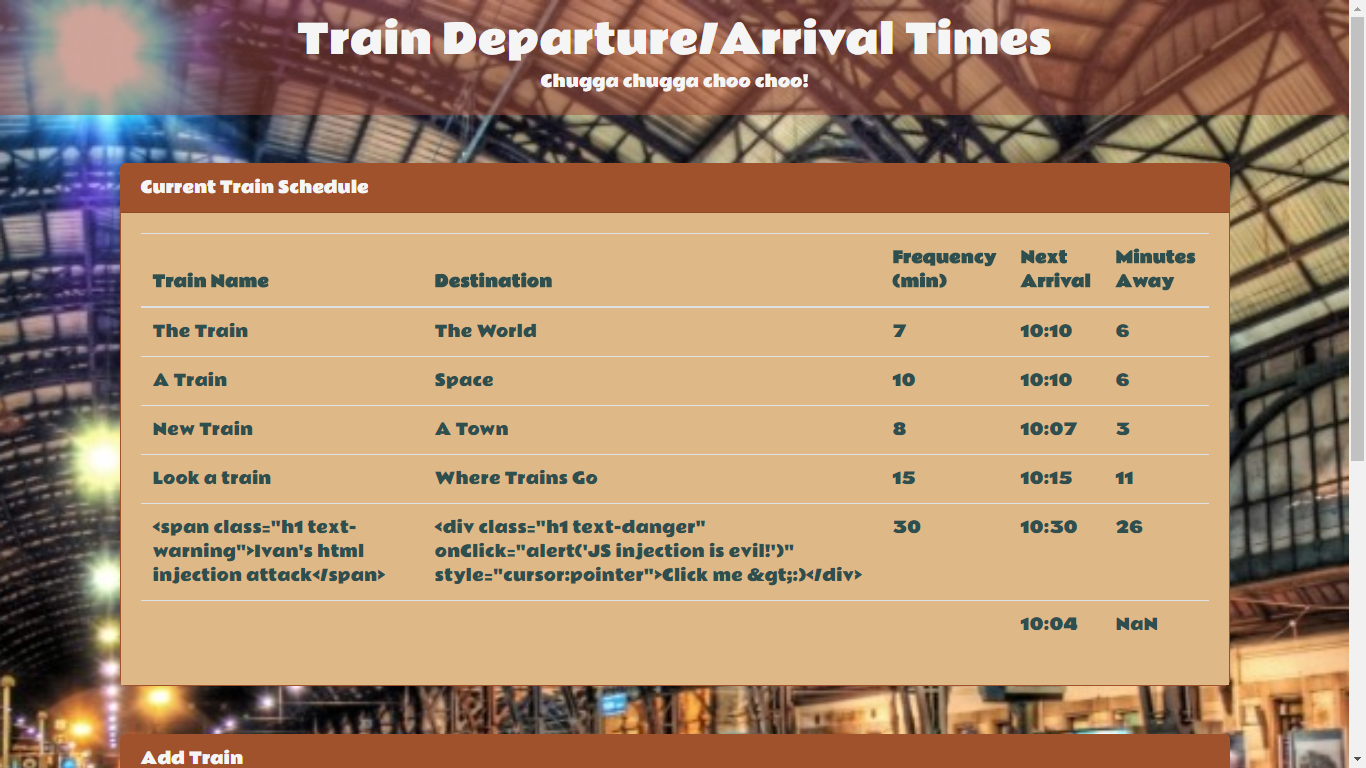 Train Departure/Arrival Times
Chugga chugga choo choo!
Current Train Schedule
Train Name Destination Frequency (min) Next Arrival Minutes Away
The Train The World 7 10:10 6
A Train Space 10 10:10 6
New Train A Town 8 10:07 3
Look a train Where Trains Go 15 10:15 11
<span class="h1 text-
warning">Ivan's html
injection attack</span>
<div class="h1 text-danger"
onClick="alert('JS injection is evil!')"
style="cursor:pointer">Click me &gt;:)</div>
30 10:30 26
10:04 NaN
Add Train